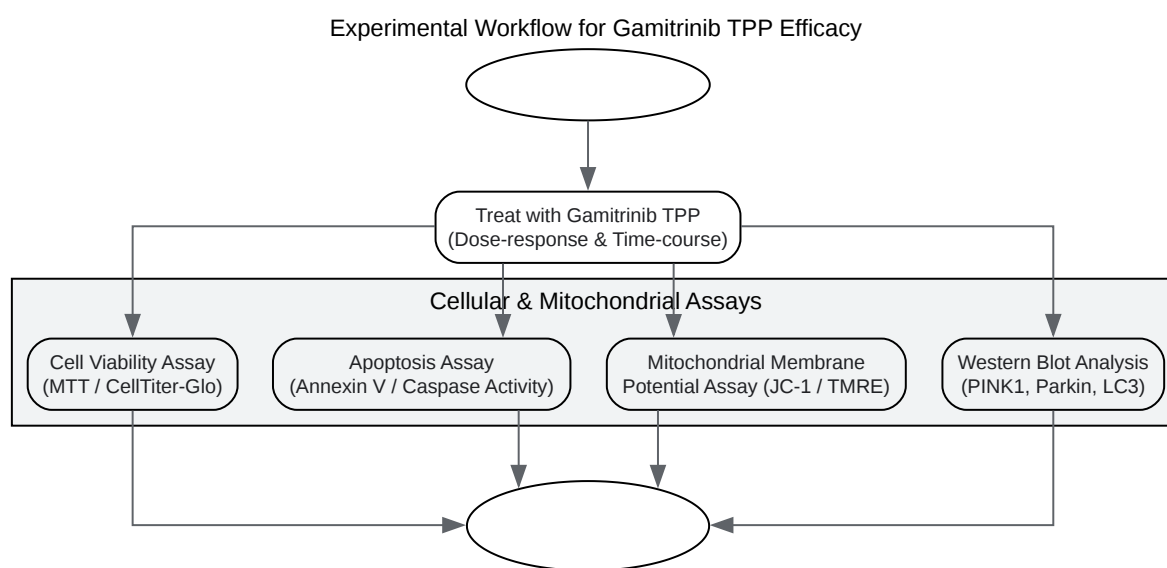 Experimental Workflow for Gamitrinib TPP Efficacy
Treat with Gamitrinib TPP
(Dose-response & Time-course)
Cellular & Mitochondrial Assays
Cell Viability Assay
(MTT / CellTiter-Glo)
Apoptosis Assay
(Annexin V / Caspase Activity)
Mitochondrial Membrane
Potential Assay (JC-1 / TMRE)
Western Blot Analysis
(PINK1, Parkin, LC3)